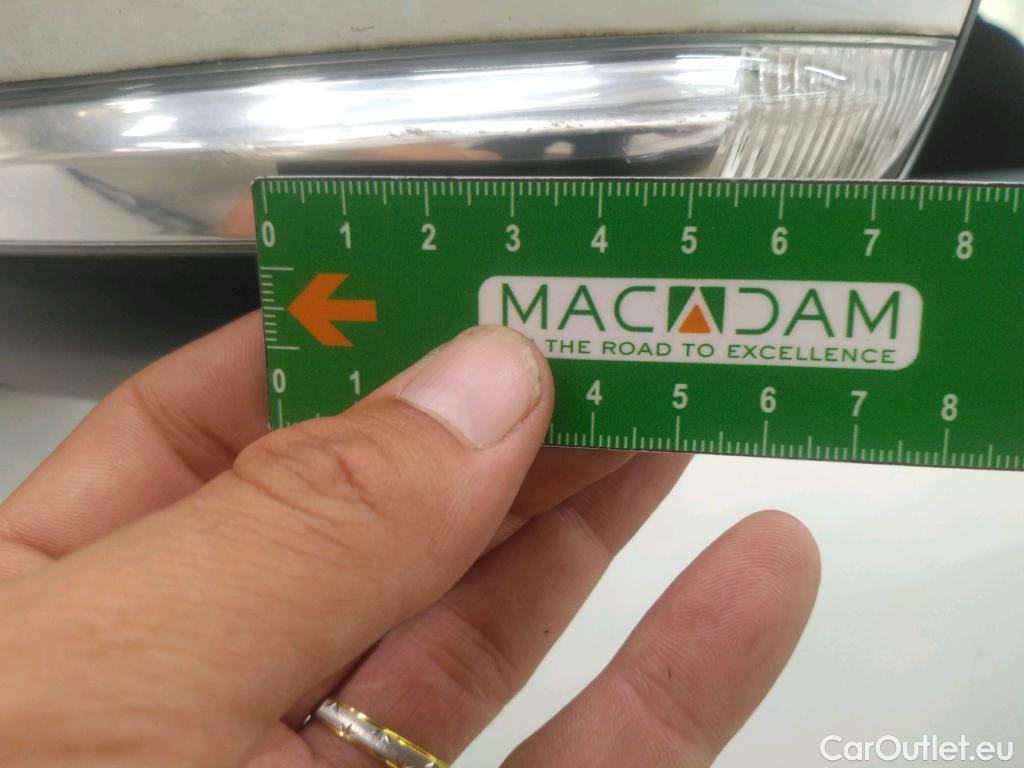 0 1 2 3 4 5 6 7 8
MACADAM
THE ROAD TO EXCELLENCE
0 1 4 5 6 7 8
CarOutlet.eu